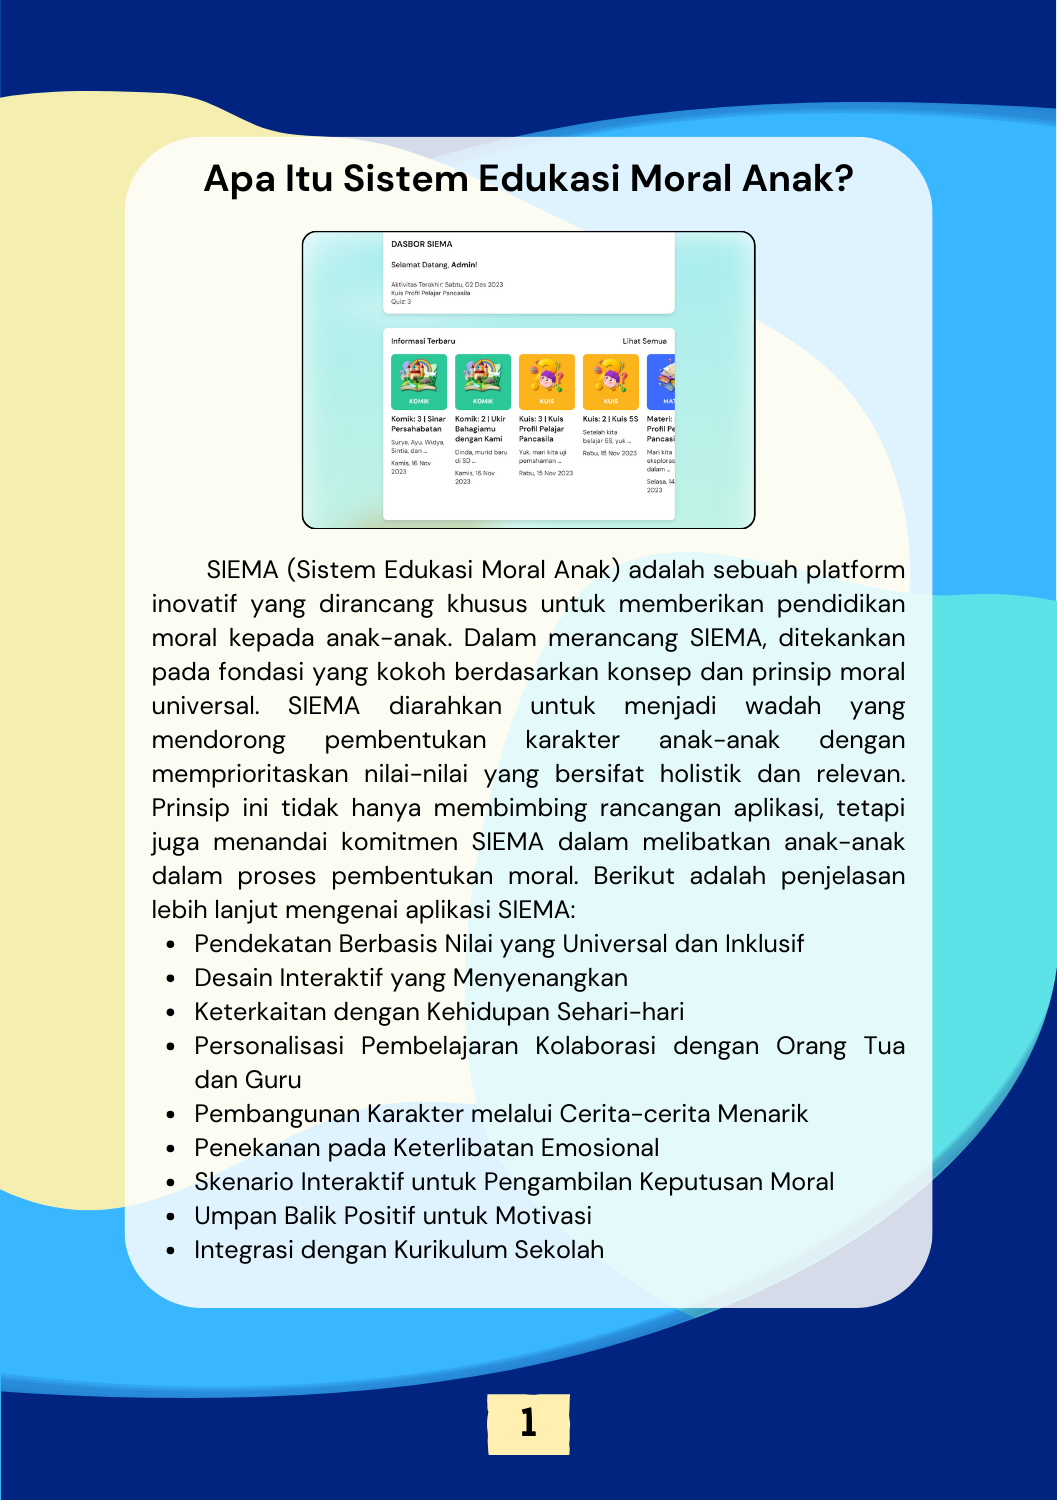 Apa Itu Sistem Edukasi Moral Anak?
DASBOR SIEMA
Selamat Datang, Admin!
Aktivitas Terakhir: Sabtu, 02 Des 2023
Kuis Profil Pelajar Pancasila
Quiz: 3
Informasi Terbaru
Lihat Semua
KOMIK
Komik: 3 | Sinar
Persahabatan
Surya, Ayu, Widya,
Sintia, dan ...
Kamis, 16 Nov
2023
KOMIK
Komik: 2 | Ukir
Bahagiamu
dengan Kami
Dinda, murid baru
di SD ...
Kamis, 16 Nov
2023
KUIS
Kuis: 3 | Kuis
Profil Pelajar
Pancasila
Yuk, mari kita uji
pemahaman ...
Rabu, 15 Nov 2023
KUIS
Kuis: 2 | Kuis 5S
Setelah kita
belajar 5S, yuk ...
Rabu, 15 Nov 2023
MAT
Materi:
Profil Pe
Pancasi
Mari kita
eksploras
dalam ...
Selasa, 14
2023
SIEMA (Sistem Edukasi Moral Anak) adalah sebuah platform
inovatif yang dirancang khusus untuk memberikan pendidikan
moral kepada anak-anak. Dalam merancang SIEMA, ditekankan
pada fondasi yang kokoh berdasarkan konsep dan prinsip moral
universal. SIEMA diarahkan untuk menjadi wadah yang
mendorong pembentukan karakter anak-anak dengan
memprioritaskan nilai-nilai yang bersifat holistik dan relevan.
Prinsip ini tidak hanya membimbing rancangan aplikasi, tetapi
juga menandai komitmen SIEMA dalam melibatkan anak-anak
dalam proses pembentukan moral. Berikut adalah penjelasan
lebih lanjut mengenai aplikasi SIEMA:
• Pendekatan Berbasis Nilai yang Universal dan Inklusif
• Desain Interaktif yang Menyenangkan
• Keterkaitan dengan Kehidupan Sehari-hari
• Personalisasi Pembelajaran Kolaborasi dengan Orang Tua
dan Guru
• Pembangunan Karakter melalui Cerita-cerita Menarik
• Penekanan pada Keterlibatan Emosional
• Skenario Interaktif untuk Pengambilan Keputusan Moral
• Umpan Balik Positif untuk Motivasi
• Integrasi dengan Kurikulum Sekolah
1